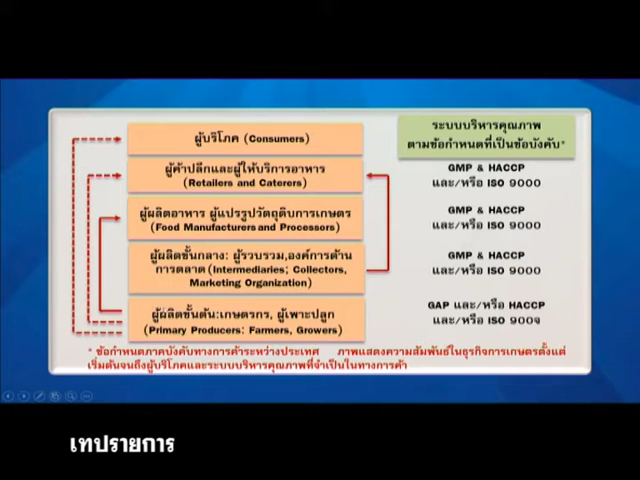 ผู้บริโภค (Consumers)
ระบบบริหารคุณภาพ
ตามข้อกำหนดที่เป็นข้อบังคับ*
ผู้ค้าปลีกและผู้ให้บริการอาหาร
(Retailers and Caterers)
GMP & HACCP
และ/หรือ ISO 9000
ผู้ผลิตอาหาร ผู้แปรรูปวัตถุดิบการเกษตร
(Food Manufacturers and Processors)
GMP & HACCP
และ/หรือ ISO 9000
ผู้ผลิตขั้นกลาง: ผู้รวบรวม,องค์การด้าน
การตลาด (Intermediaries; Collectors,
Marketing Organization)
GMP & HACCP
และ/หรือ ISO 9000
ผู้ผลิตขั้นต้น:เกษตรกร, ผู้เพาะปลูก
(Primary Producers: Farmers, Growers)
GAP และ/หรือ HACCP
และ/หรือ ISO 900จ
* ข้อกำหนดภาคบังคับทางการค้าระหว่างประเทศ ภาพแสดงความสัมพันธ์ในธุรกิจการเกษตรตั้งแต่
เริ่มต้นจนถึงผู้บริโภคและระบบบริหารคุณภาพที่จำเป็นในทางการค้า
เทปรายการ